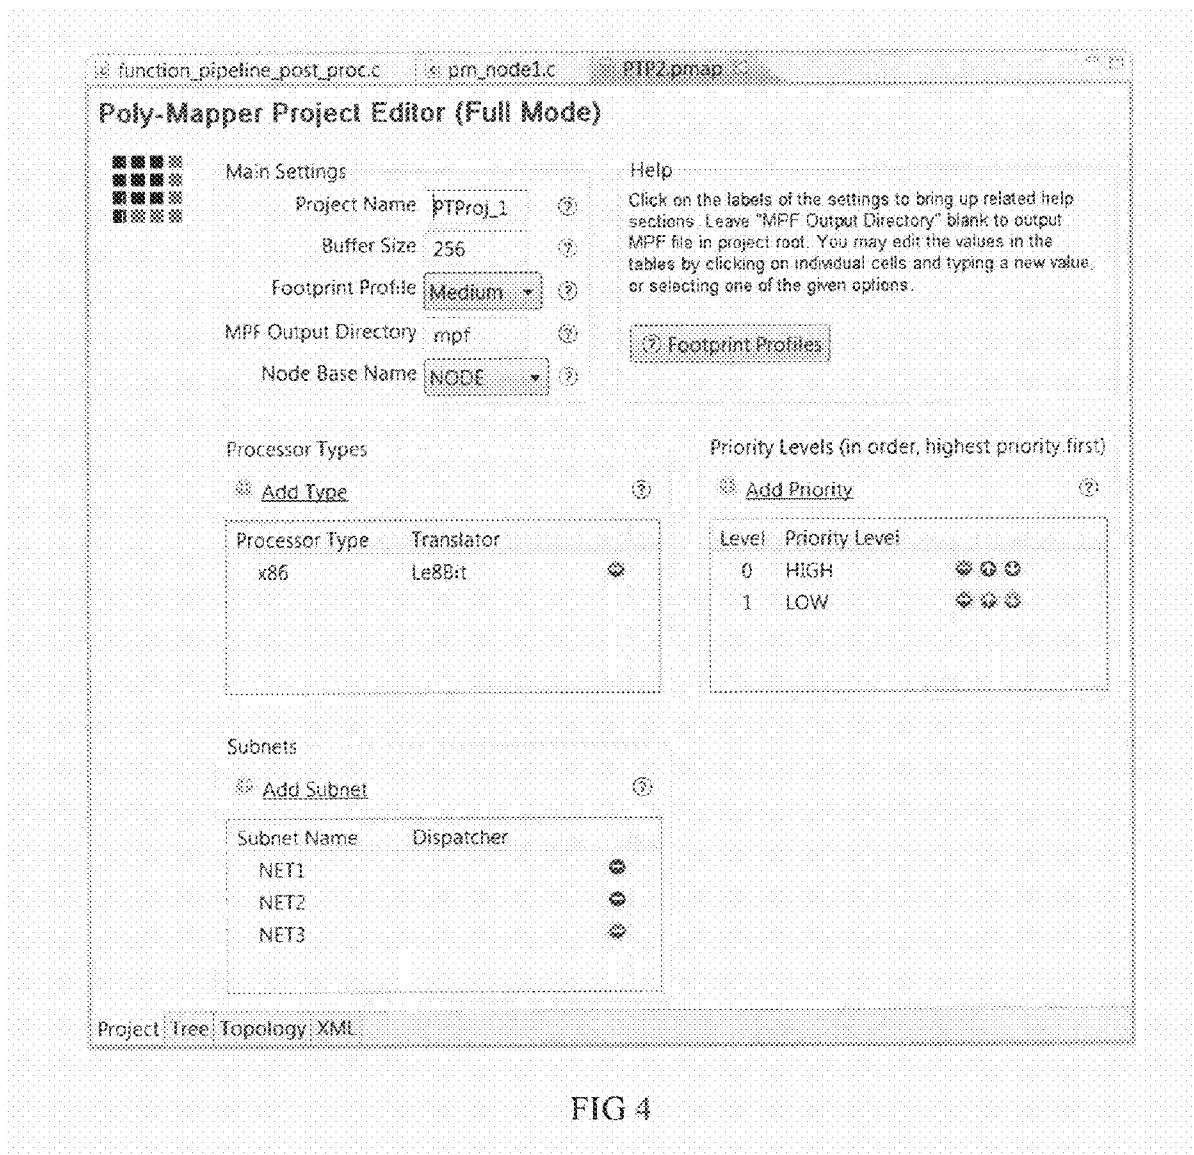 function_pipeline_post_proc.c pm_node1.c PTP2.pmap
Poly-Mapper Project Editor (Full Mode)
Main Settings
Project Name PTProj_1
Buffer Size 256
Footprint Profile Medium
MPF Output Directory mpf
Node Base Name NODE
Help
Click on the labels of the settings to bring up related help
sections. Leave "MPF Output Directory" blank to output
MPF file in project root. You may edit the values in the
tables by clicking on individual cells and typing a new value,
or selecting one of the given options.
Footprint Profiles
Processor Types
Add Type
Processor Type Translator
x86 Le8Bit
Priority Levels (in order, highest priority first)
Add Priority
Level Priority Level
0 HIGH
1 LOW
Subnets
Add Subnet
Subnet Name Dispatcher
NET1
NET2
NET3
Project Tree Topology XML
FIG 4